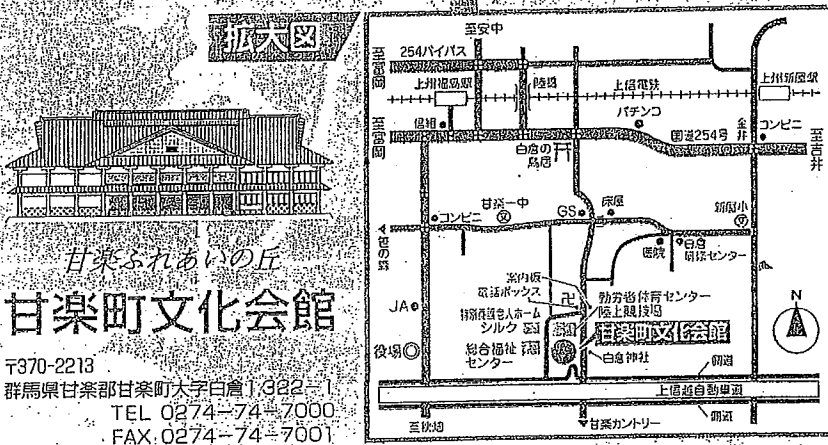 拡大図
甘楽ふれあいの丘
甘楽町文化会館
〒370-2213
群馬県甘楽郡甘楽町大字白倉1322-1
TEL 0274-74-7000
FAX 0274-74-7001
至安中
254バイパス
至富岡
上州福島駅
陸橋
上信電鉄
上州新屋駅
パチンコ
信組
至富岡
国道254号
金井
コンビニ
至吉井
白倉の
鳥居
コンビニ
甘楽一中
GS
床屋
新屋小
医院
白倉
研修センター
案内板
電話ボックス
JA
特別養護老人ホーム
シルク
勤労者体育センター
陸上競技場
甘楽町文化会館
役場
総合福祉
センター
白倉神社
N
側道
上信越自動車道
側道
至秋畑
甘楽カントリー